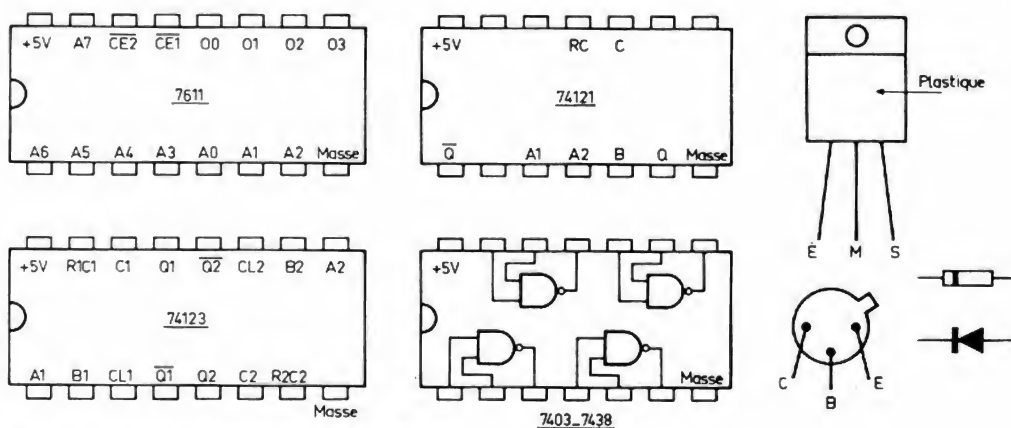 +5V A7 CE2 CE1 O0 O1 O2 O3
7611
A6 A5 A4 A3 A0 A1 A2 Masse
+5V RC C
74121
Q A1 A2 B Q Masse
Plastique
E M S
+5V R1C1 C1 Q1 Q2 CL2 B2 A2
74123
A1 B1 CL1 Q1 Q2 C2 R2C2
Masse
+5V
Masse
7403_7438
C B E